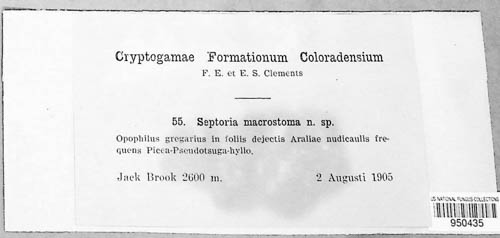 Cryptogamae Formationum Coloradensium
F. E. et E. S. Clements
55. Septoria macrostoma n. sp.
Opophilus gregarius in foliis dejectis Araliae nudicaulis fre-
quens Picea-Pseudotsuga-hylio.
Jack Brook 2600 m. 2 Augusti 1905
US NATIONAL FUNGUS COLLECTIONS
950435